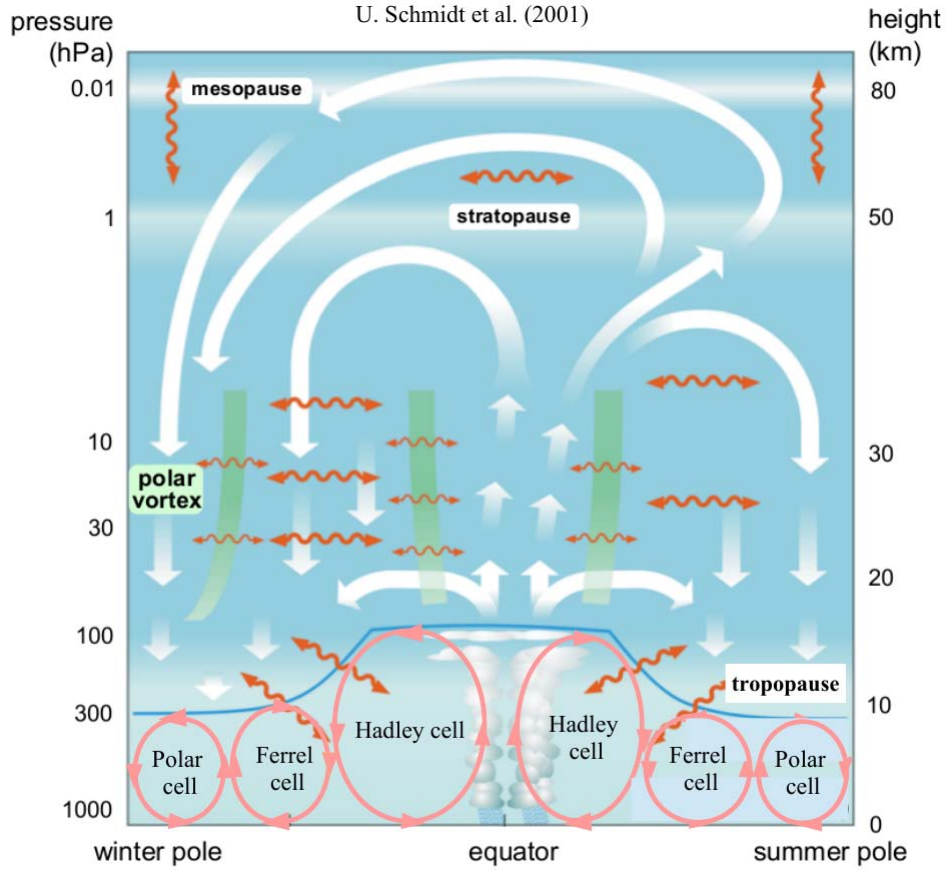 U. Schmidt et al. (2001)
pressure
(hPa)
height
(km)
0.01
mesopause
80
1
stratopause
50
10
30
polar
vortex
30
20
100
tropopause
300
10
Hadley cell
Hadley
cell
Polar
cell
Ferrel
cell
Ferrel
cell
Polar
cell
1000
0
winter pole
equator
summer pole